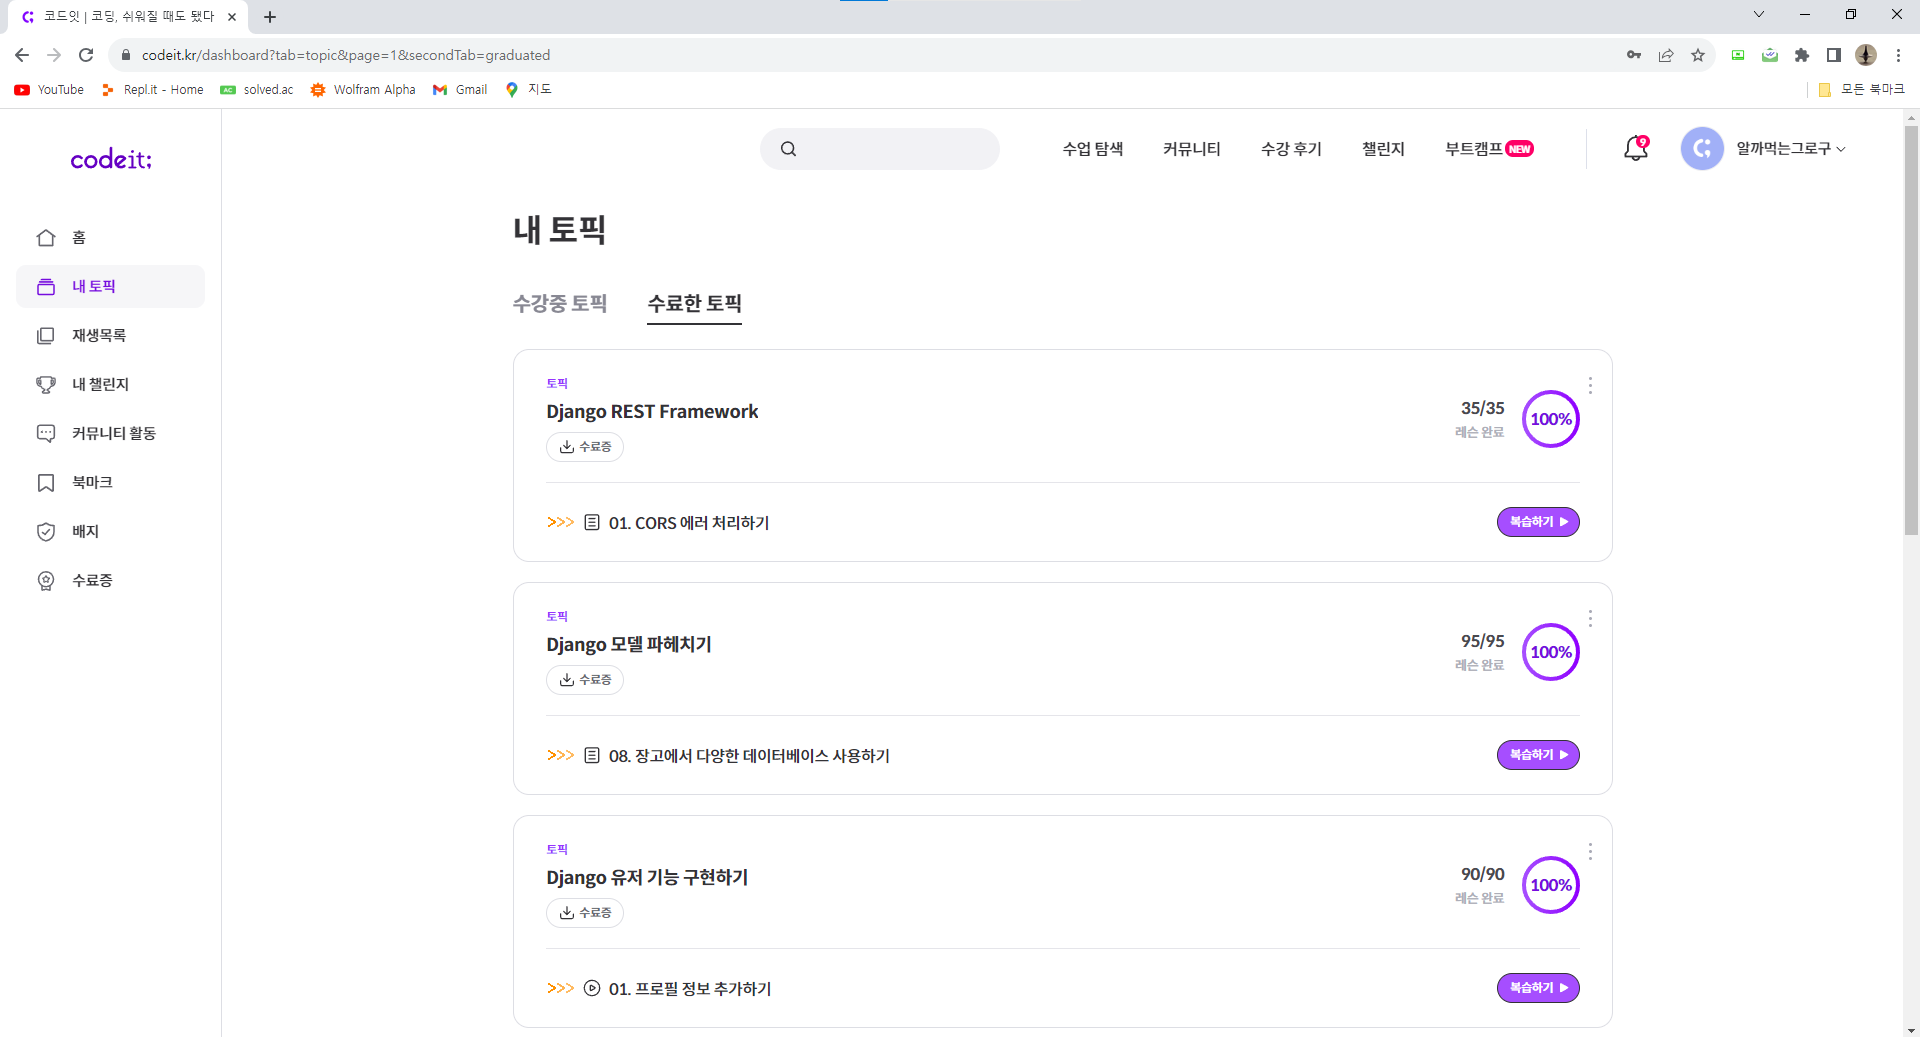 코드잇 | 코딩, 쉬워질 때도 됐다
codeit.kr/dashboard?tab=topic&page=1&secondTab=graduated
YouTube Repl.it - Home solved.ac Wolfram Alpha Gmail 지도 모든 북마크
codeit:
수업 탐색 커뮤니티 수강 후기 챌린지 부트캠프 NEW 9 알까먹는그로구
홈
내 토픽
재생목록
내 챌린지
커뮤니티 활동
북마크
배지
수료증
내 토픽
수강중 토픽 수료한 토픽
토픽
Django REST Framework
수료증
35/35
레슨 완료
100%
01. CORS 에러 처리하기
복습하기
토픽
Django 모델 파헤치기
수료증
95/95
레슨 완료
100%
08. 장고에서 다양한 데이터베이스 사용하기
복습하기
토픽
Django 유저 기능 구현하기
수료증
90/90
레슨 완료
100%
01. 프로필 정보 추가하기
복습하기